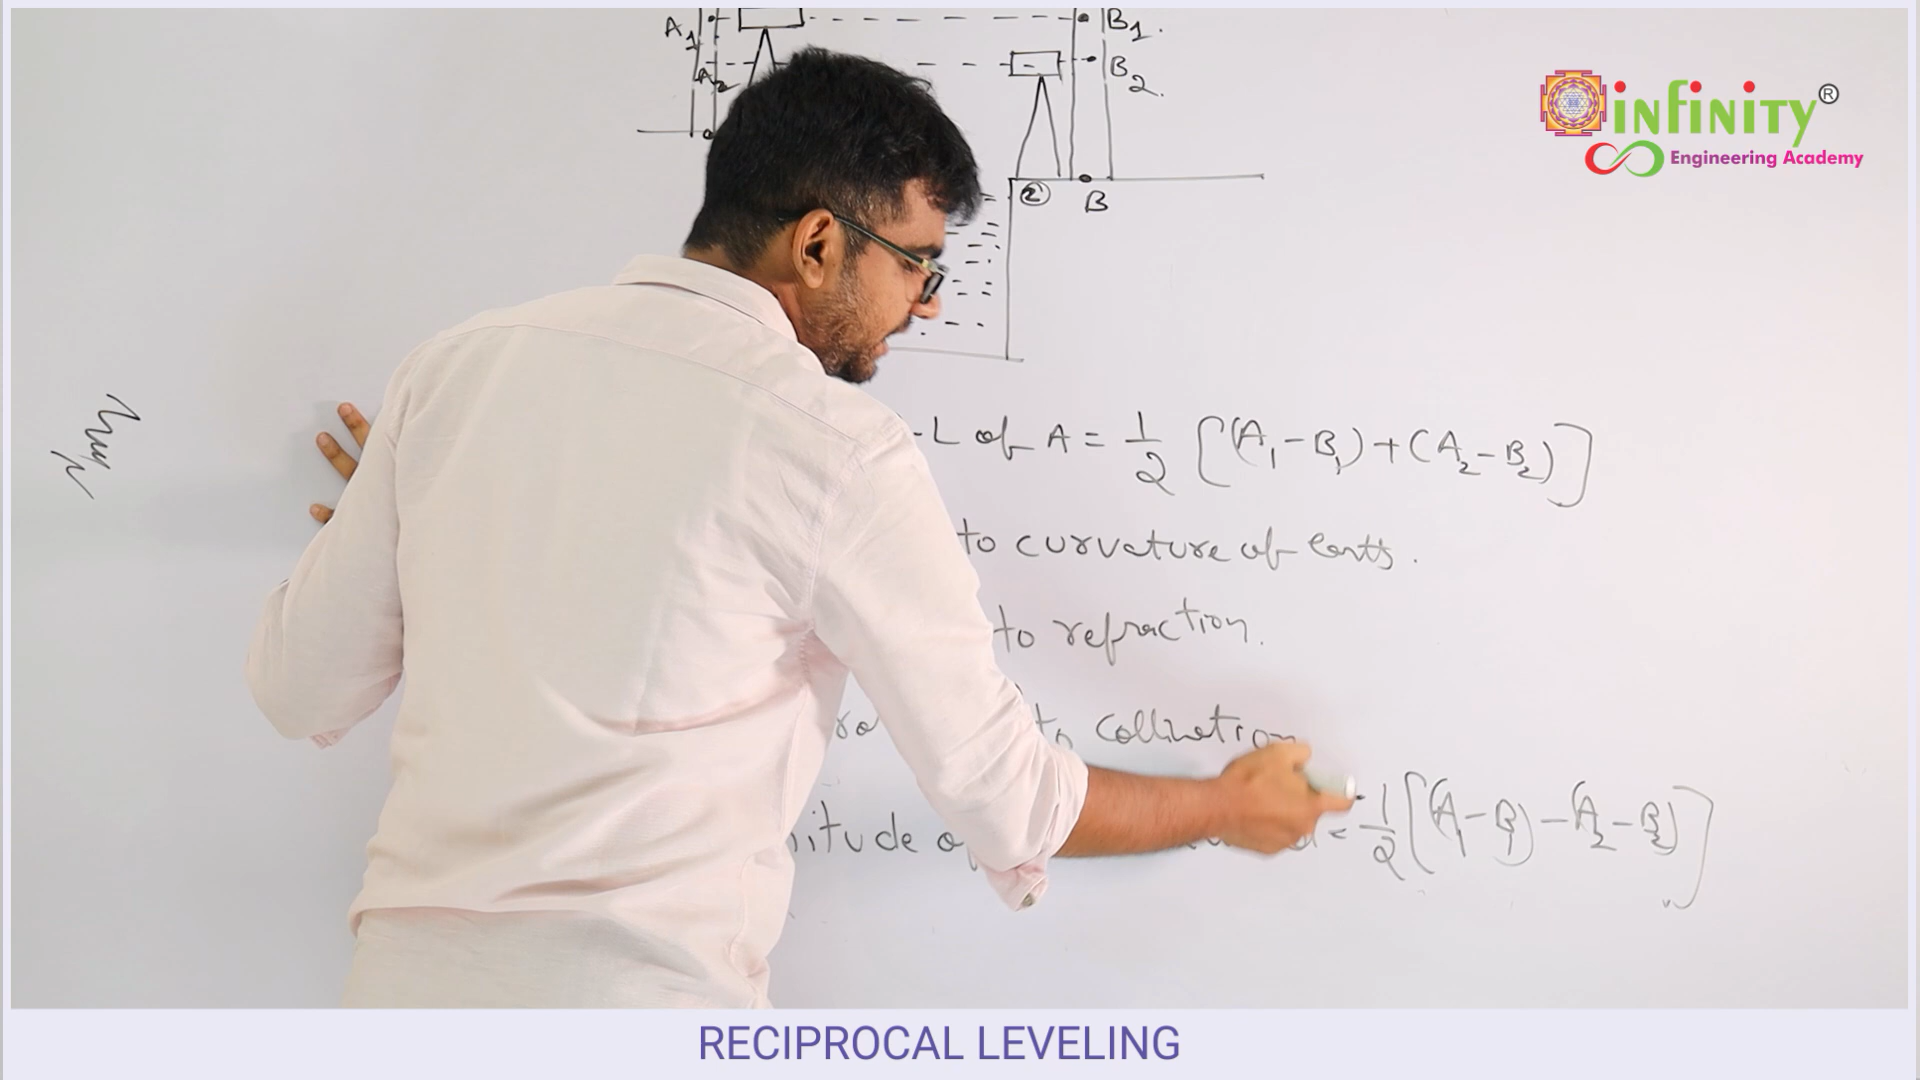 A₁ B₁.
A₂ B₂.
② B
infinity®
Engineering Academy
L of A = 1/2 [(A₁-B₁)+(A₂-B₂)]
to curvature of earth.
to refraction.
to collimation
itude of = 1/2 [(A₁-B₁)-(A₂-B₂)]
RECIPROCAL LEVELING